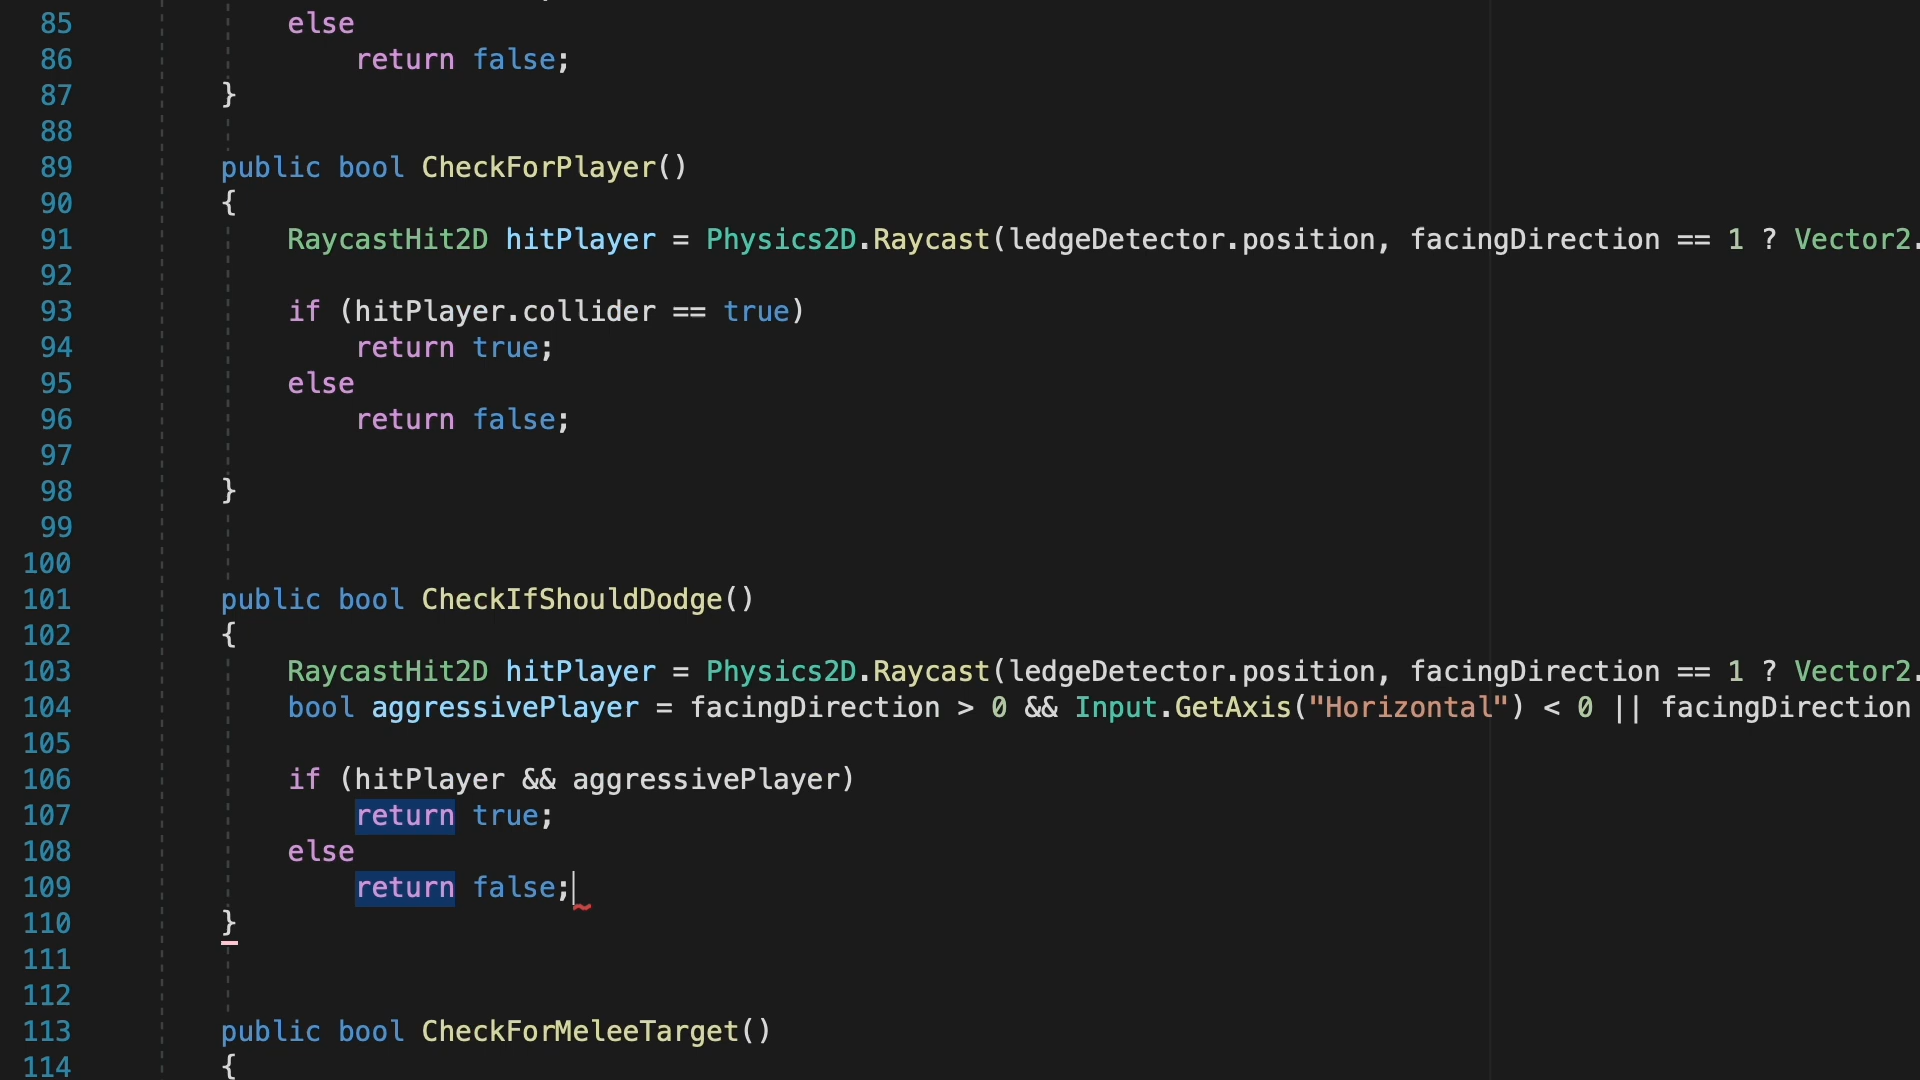 85 else
86 return false;
87 }
88
89 public bool CheckForPlayer()
90 {
91 RaycastHit2D hitPlayer = Physics2D.Raycast(ledgeDetector.position, facingDirection == 1 ? Vector2.
92
93 if (hitPlayer.collider == true)
94 return true;
95 else
96 return false;
97
98 }
99
100
101 public bool CheckIfShouldDodge()
102 {
103 RaycastHit2D hitPlayer = Physics2D.Raycast(ledgeDetector.position, facingDirection == 1 ? Vector2.
104 bool aggressivePlayer = facingDirection > 0 && Input.GetAxis("Horizontal") < 0 || facingDirection
105
106 if (hitPlayer && aggressivePlayer)
107 return true;
108 else
109 return false;
110 }
111
112
113 public bool CheckForMeleeTarget()
114 {